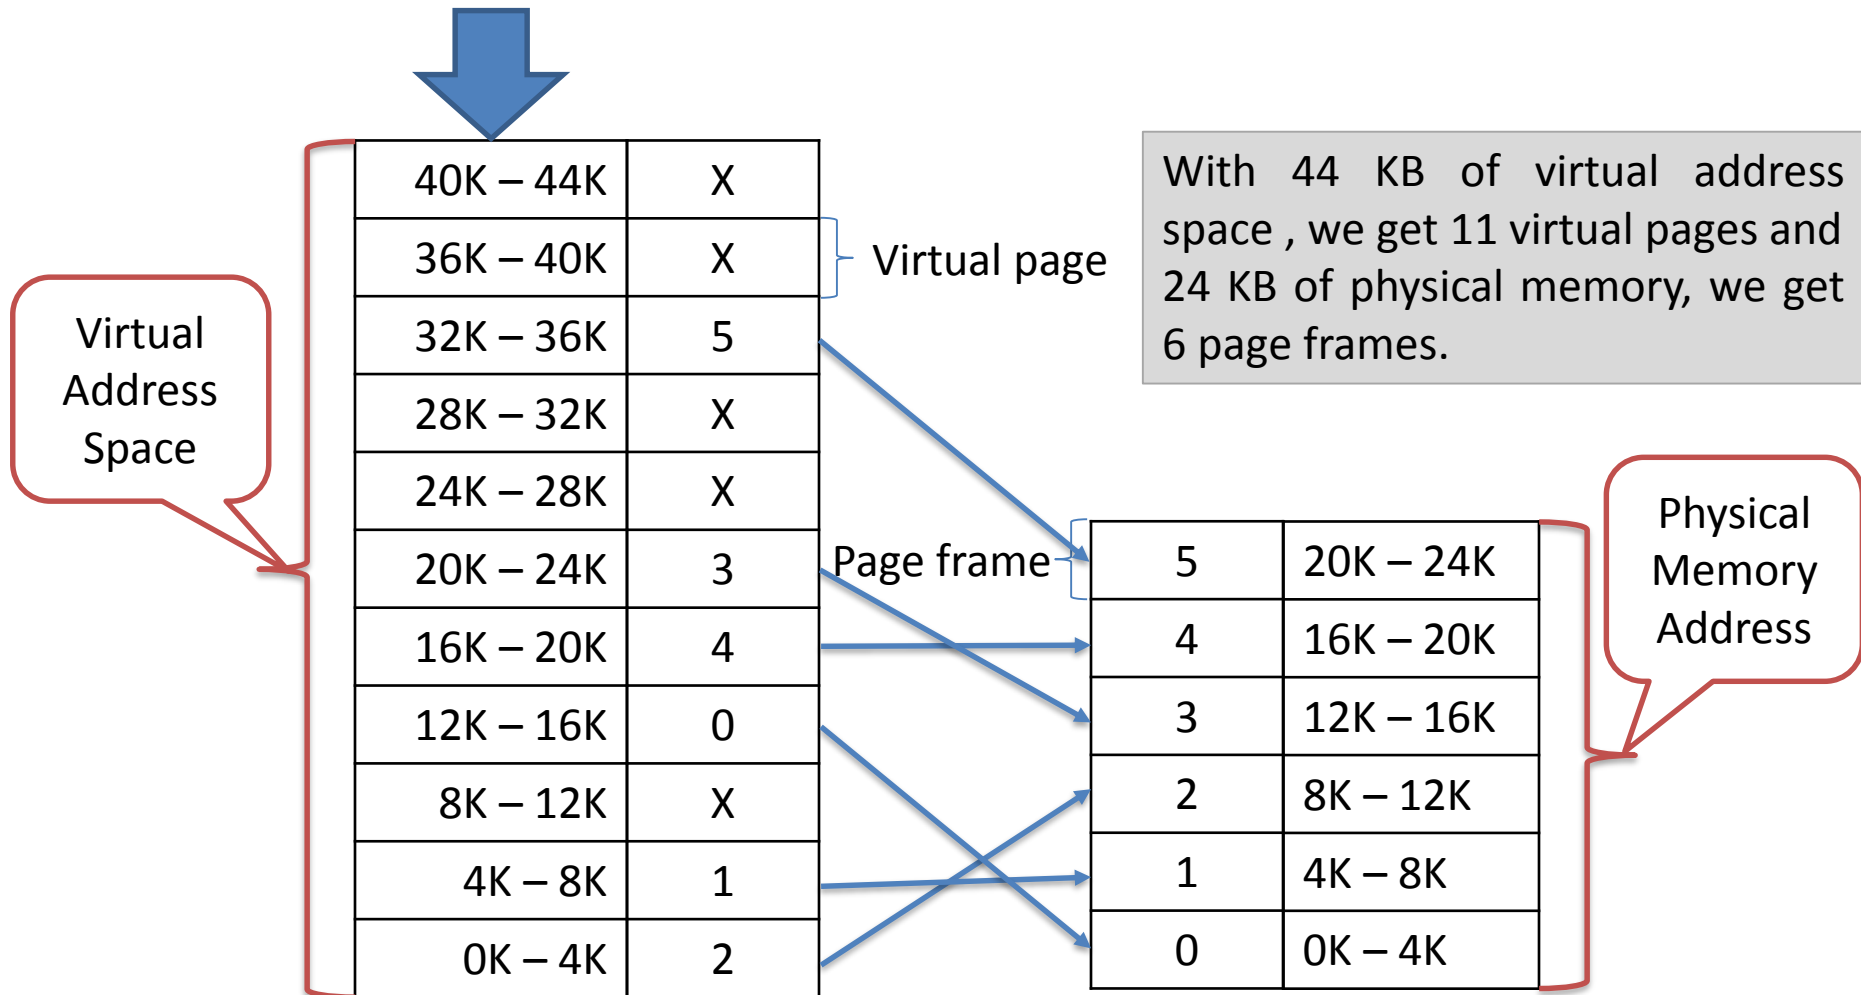 With 44 KB of virtual address
space , we get 11 virtual pages and
24 KB of physical memory, we get
6 page frames.
Virtual
Address
Space
40K – 44K X
36K – 40K X
32K – 36K 5
28K – 32K X
24K – 28K X
20K – 24K 3
16K – 20K 4
12K – 16K 0
8K – 12K X
4K – 8K 1
0K – 4K 2
Virtual page
Page frame
5 20K – 24K
4 16K – 20K
3 12K – 16K
2 8K – 12K
1 4K – 8K
0 0K – 4K
Physical
Memory
Address